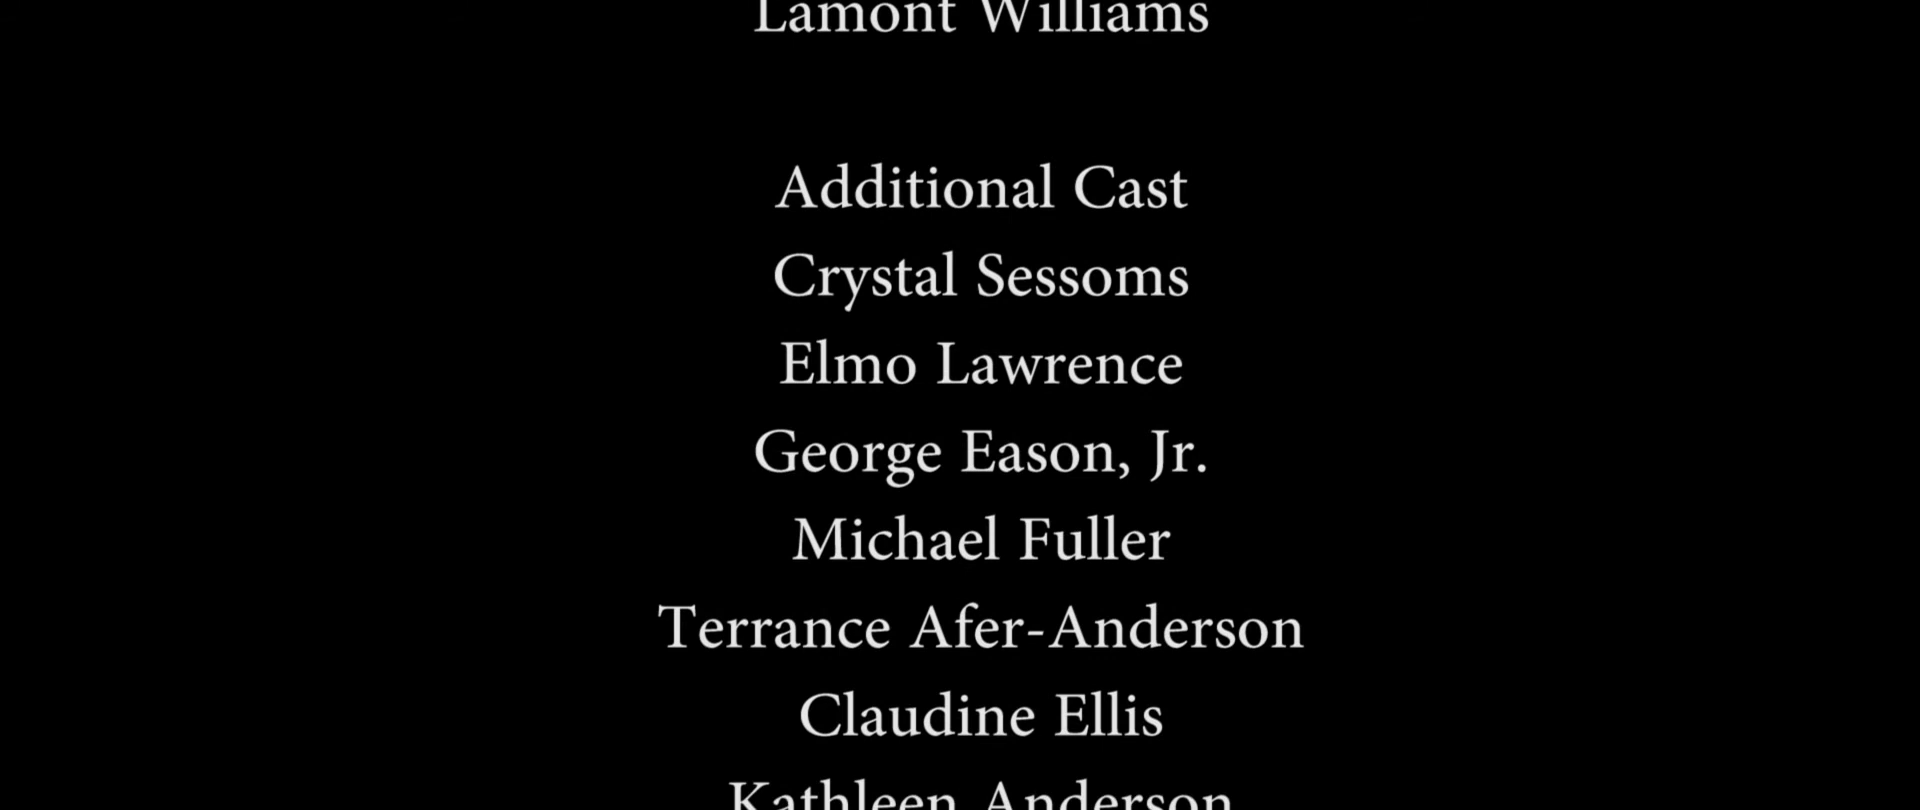 Lamont Williams
Additional Cast
Crystal Sessoms
Elmo Lawrence
George Eason, Jr.
Michael Fuller
Terrance Afer-Anderson
Claudine Ellis
Kathleen Anderson